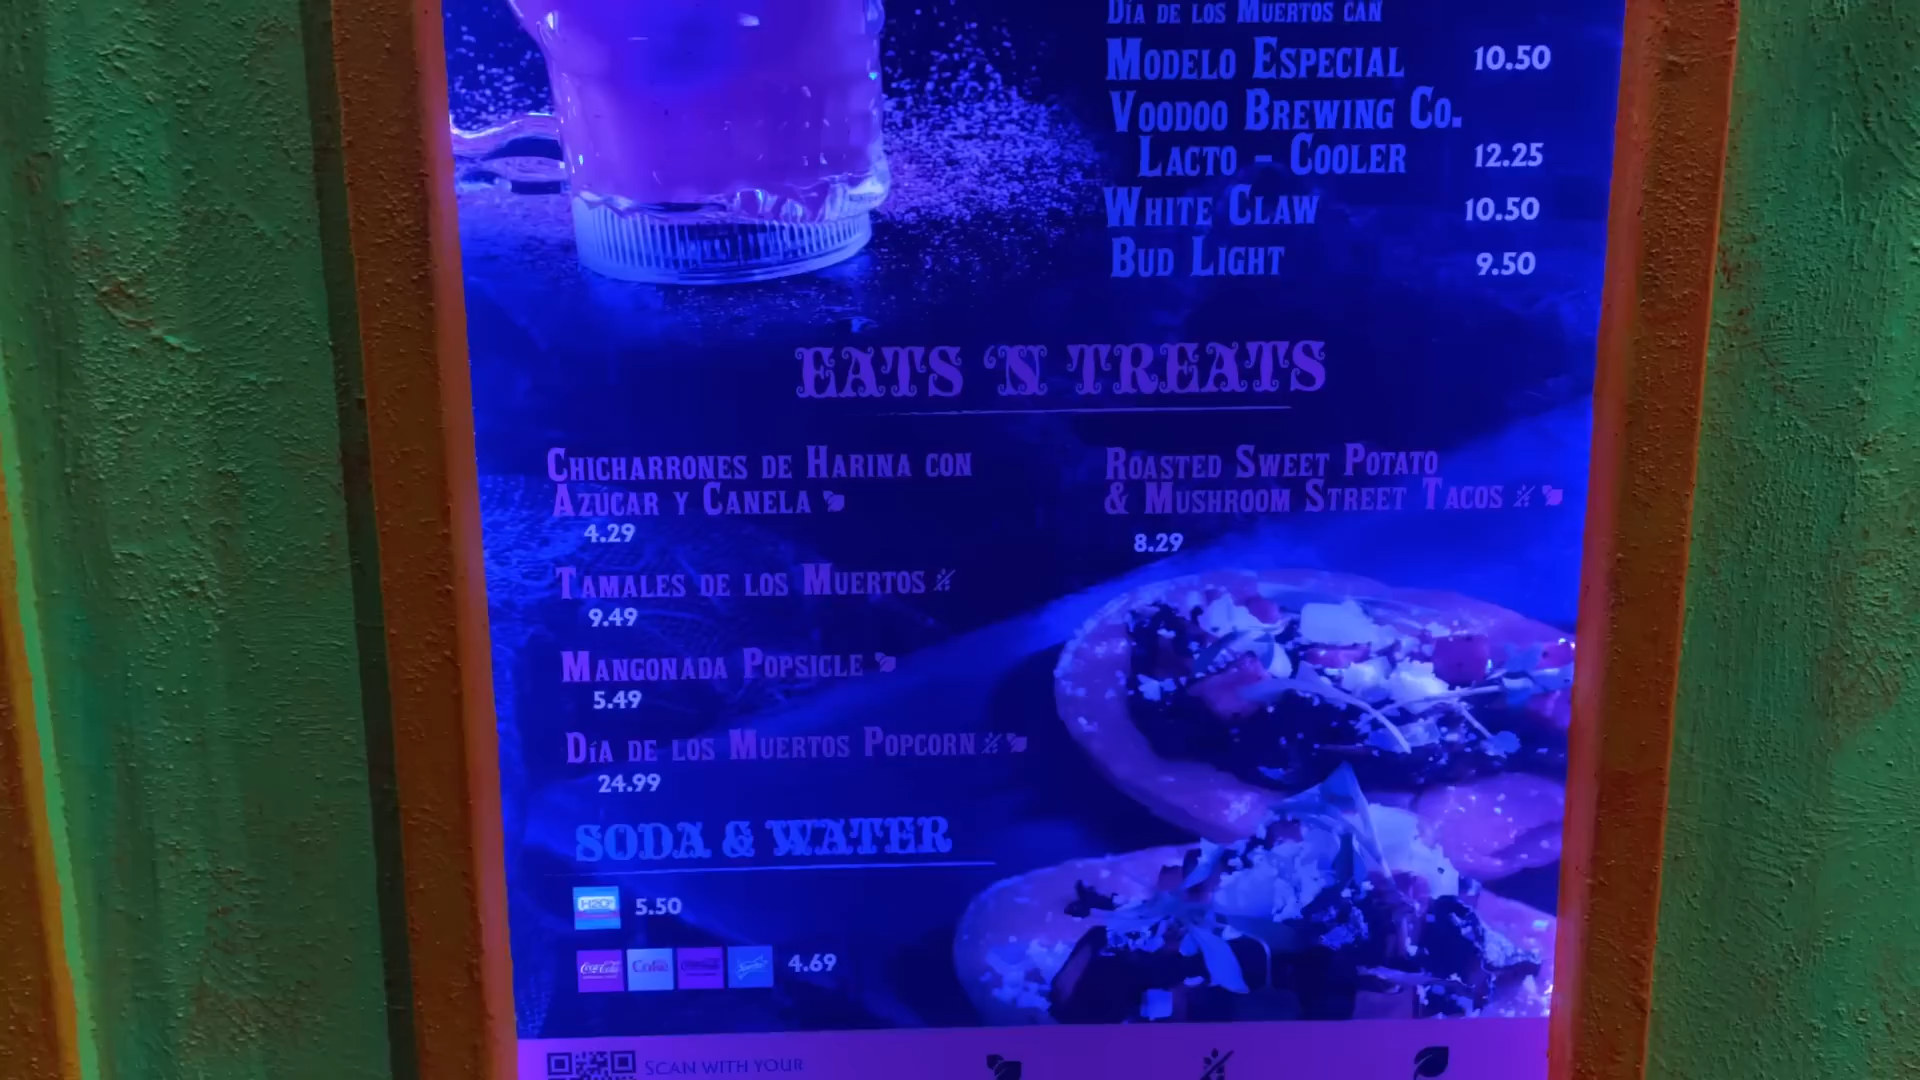 Día de los Muertos can
Modelo Especial 10.50
Voodoo Brewing Co.
Lacto - Cooler 12.25
White Claw 10.50
Bud Light 9.50
EATS 'N TREATS
Chicharrones de Harina con
Azúcar y Canela
4.29
Tamales de los Muertos
9.49
Mangonada Popsicle
5.49
Día de los Muertos Popcorn
24.99
Roasted Sweet Potato
& Mushroom Street Tacos
8.29
SODA & WATER
5.50
Coca-Cola Coke 4.69
Scan with your